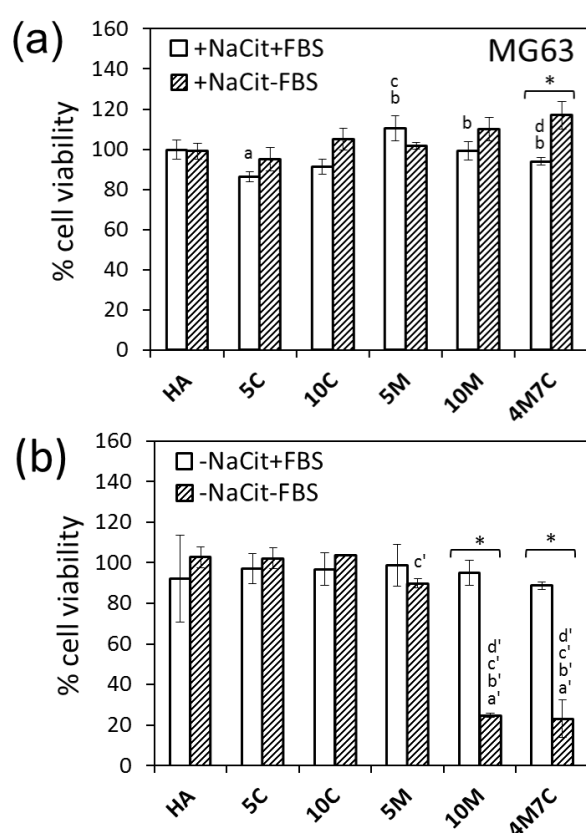 (a)
MG63
+NaCit+FBS
+NaCit-FBS
% cell viability
160
140
120
100
80
60
40
20
0
a
c
b
b
d
b
*
HA
5C
10C
5M
10M
4M7C
(b)
-NaCit+FBS
-NaCit-FBS
% cell viability
160
140
120
100
80
60
40
20
0
c'
*
d'
c'
b'
a'
*
d'
c'
b'
a'
HA
5C
10C
5M
10M
4M7C